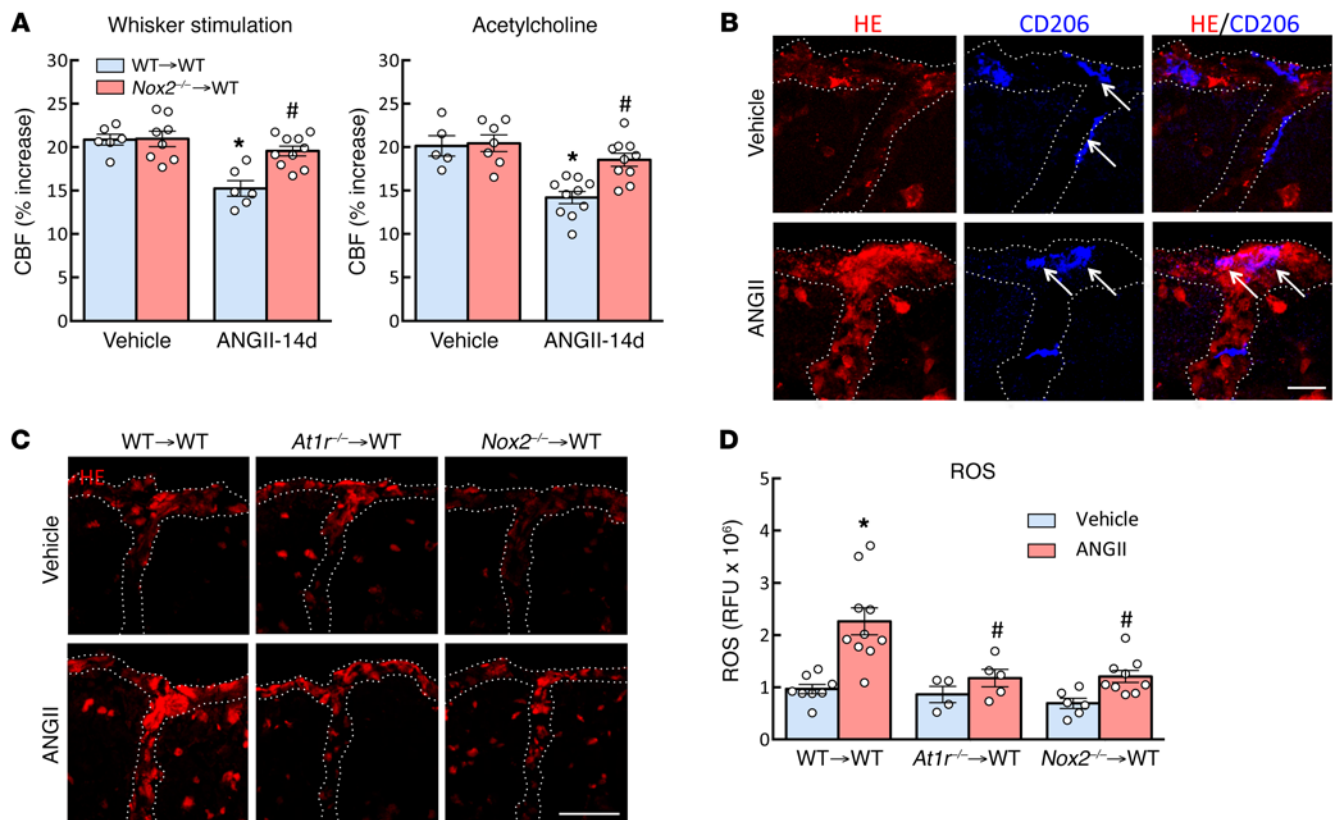 A
Whisker stimulation
Acetylcholine
CBF (% increase)
30
25
20
15
10
5
0
WT→WT
Nox2–/–→WT
*
#
Vehicle
ANGII-14d
CBF (% increase)
30
25
20
15
10
5
0
*
#
Vehicle
ANGII-14d
B
HE
CD206
HE/CD206
Vehicle
ANGII
C
WT→WT
At1r–/–→WT
Nox2–/–→WT
HE
Vehicle
ANGII
D
ROS
ROS (RFU x 10⁶)
5
4
3
2
1
0
Vehicle
ANGII
*
#
#
WT→WT
At1r–/–→WT
Nox2–/–→WT